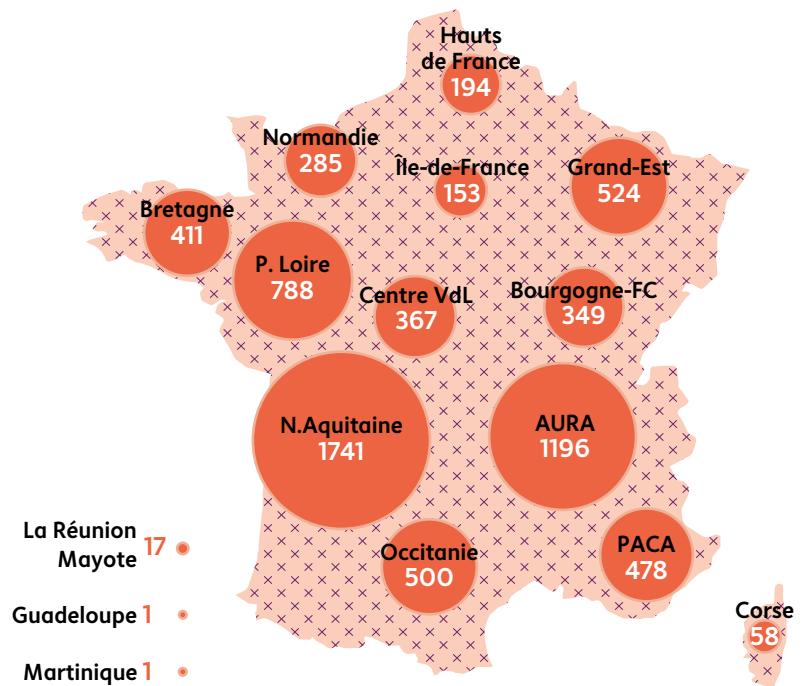 Hauts
de France
194
Normandie
285
Île-de-France
153
Grand-Est
524
Bretagne
411
P. Loire
788
Centre VdL
367
Bourgogne-FC
349
N.Aquitaine
1741
AURA
1196
La Réunion
Mayote
17
Occitanie
500
PACA
478
Guadeloupe 1
Corse
58
Martinique 1